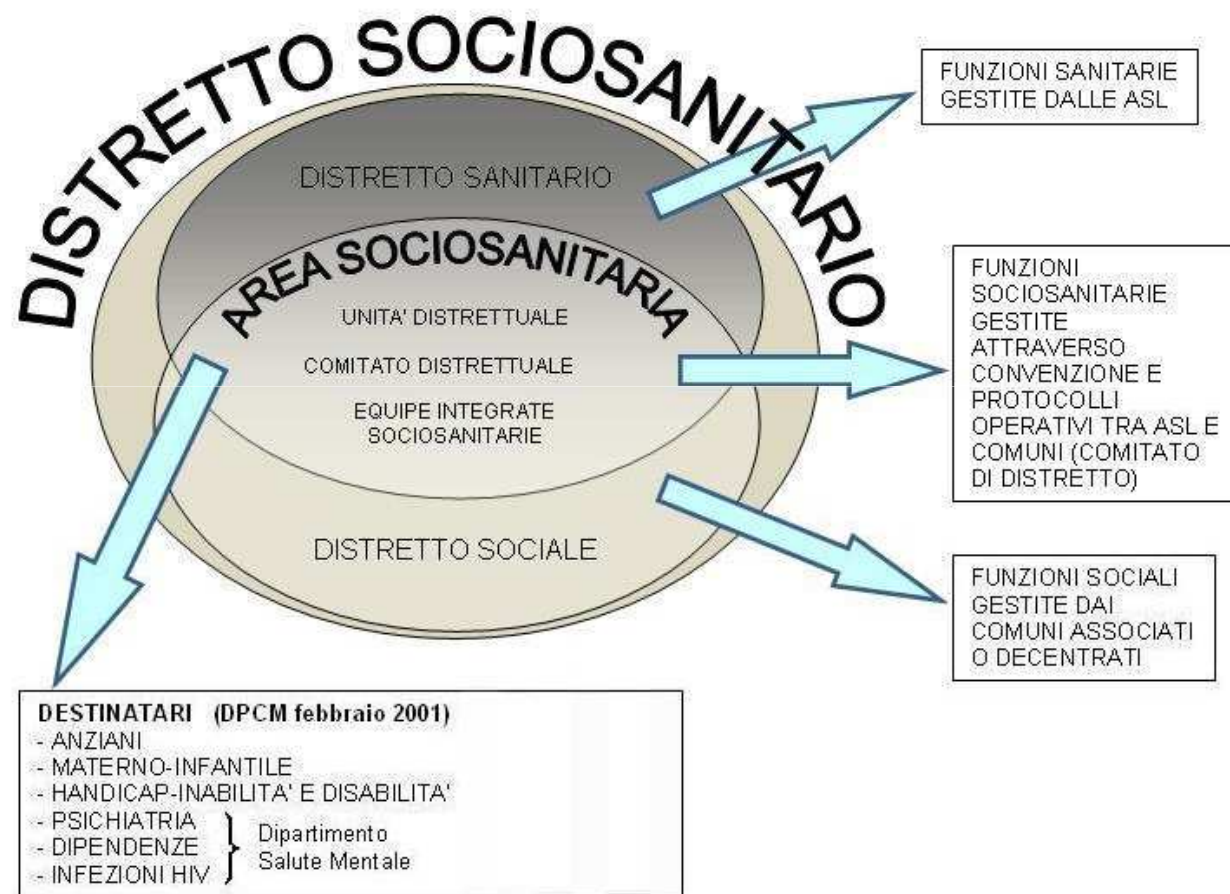 DISTRETTO SOCIOSANITARIO
DISTRETTO SANITARIO
AREA SOCIOSANITARIA
UNITA' DISTRETTUALE
COMITATO DISTRETTUALE
EQUIPE INTEGRATE
SOCIOSANITARIE
DISTRETTO SOCIALE
FUNZIONI SANITARIE
GESTITE DALLE ASL
FUNZIONI
SOCIOSANITARIE
GESTITE
ATTRAVERSO
CONVENZIONE E
PROTOCOLLI
OPERATIVI TRA ASL E
COMUNI (COMITATO
DI DISTRETTO)
FUNZIONI SOCIALI
GESTITE DAI
COMUNI ASSOCIATI
O DECENTRATI
DESTINATARI (DPCM febbraio 2001)
- ANZIANI
- MATERNO-INFANTILE
- HANDICAP-INABILITA' E DISABILITA'
- PSICHIATRIA
- DIPENDENZE
- INFEZIONI HIV
Dipartimento
Salute Mentale